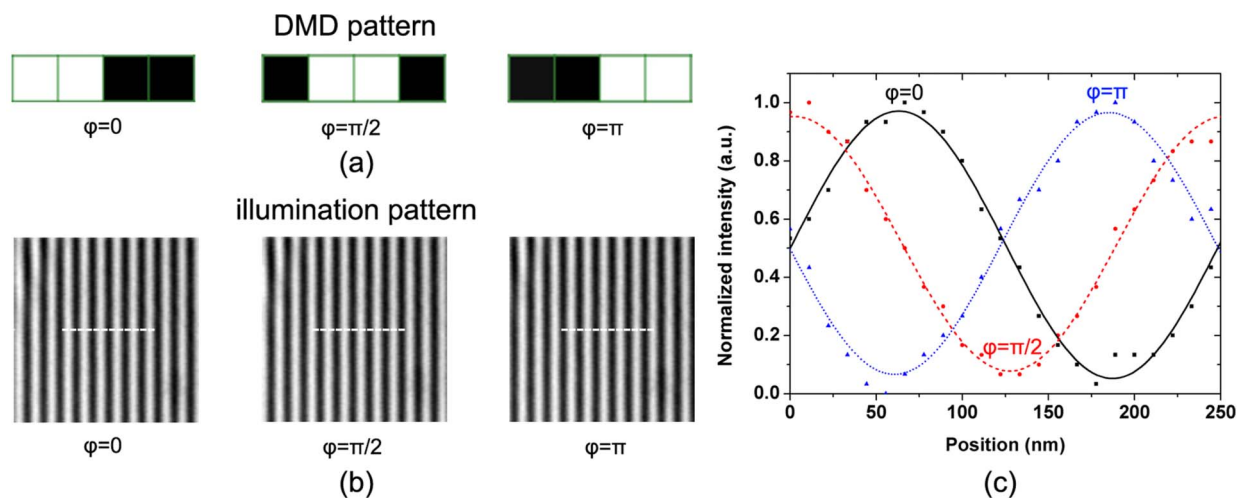 DMD pattern
φ=0
φ=π/2
φ=π
(a)
illumination pattern
φ=0
φ=π/2
φ=π
(b)
Normalized intensity (a.u.)
1.0
0.8
0.6
0.4
0.2
0.0
φ=0
φ=π
φ=π/2
0
50
100
150
200
250
Position (nm)
(c)